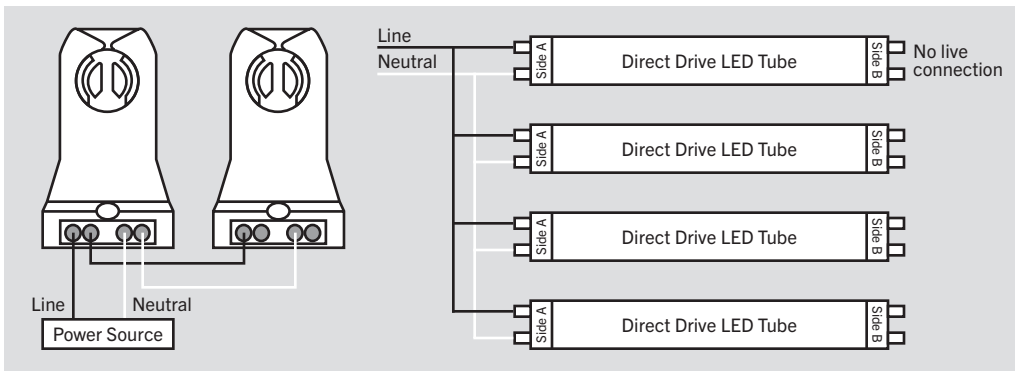 Line
Neutral
Power Source
Line
Neutral
Side A
Direct Drive LED Tube
Side B
No live
connection
Side A
Direct Drive LED Tube
Side B
Side A
Direct Drive LED Tube
Side B
Side A
Direct Drive LED Tube
Side B